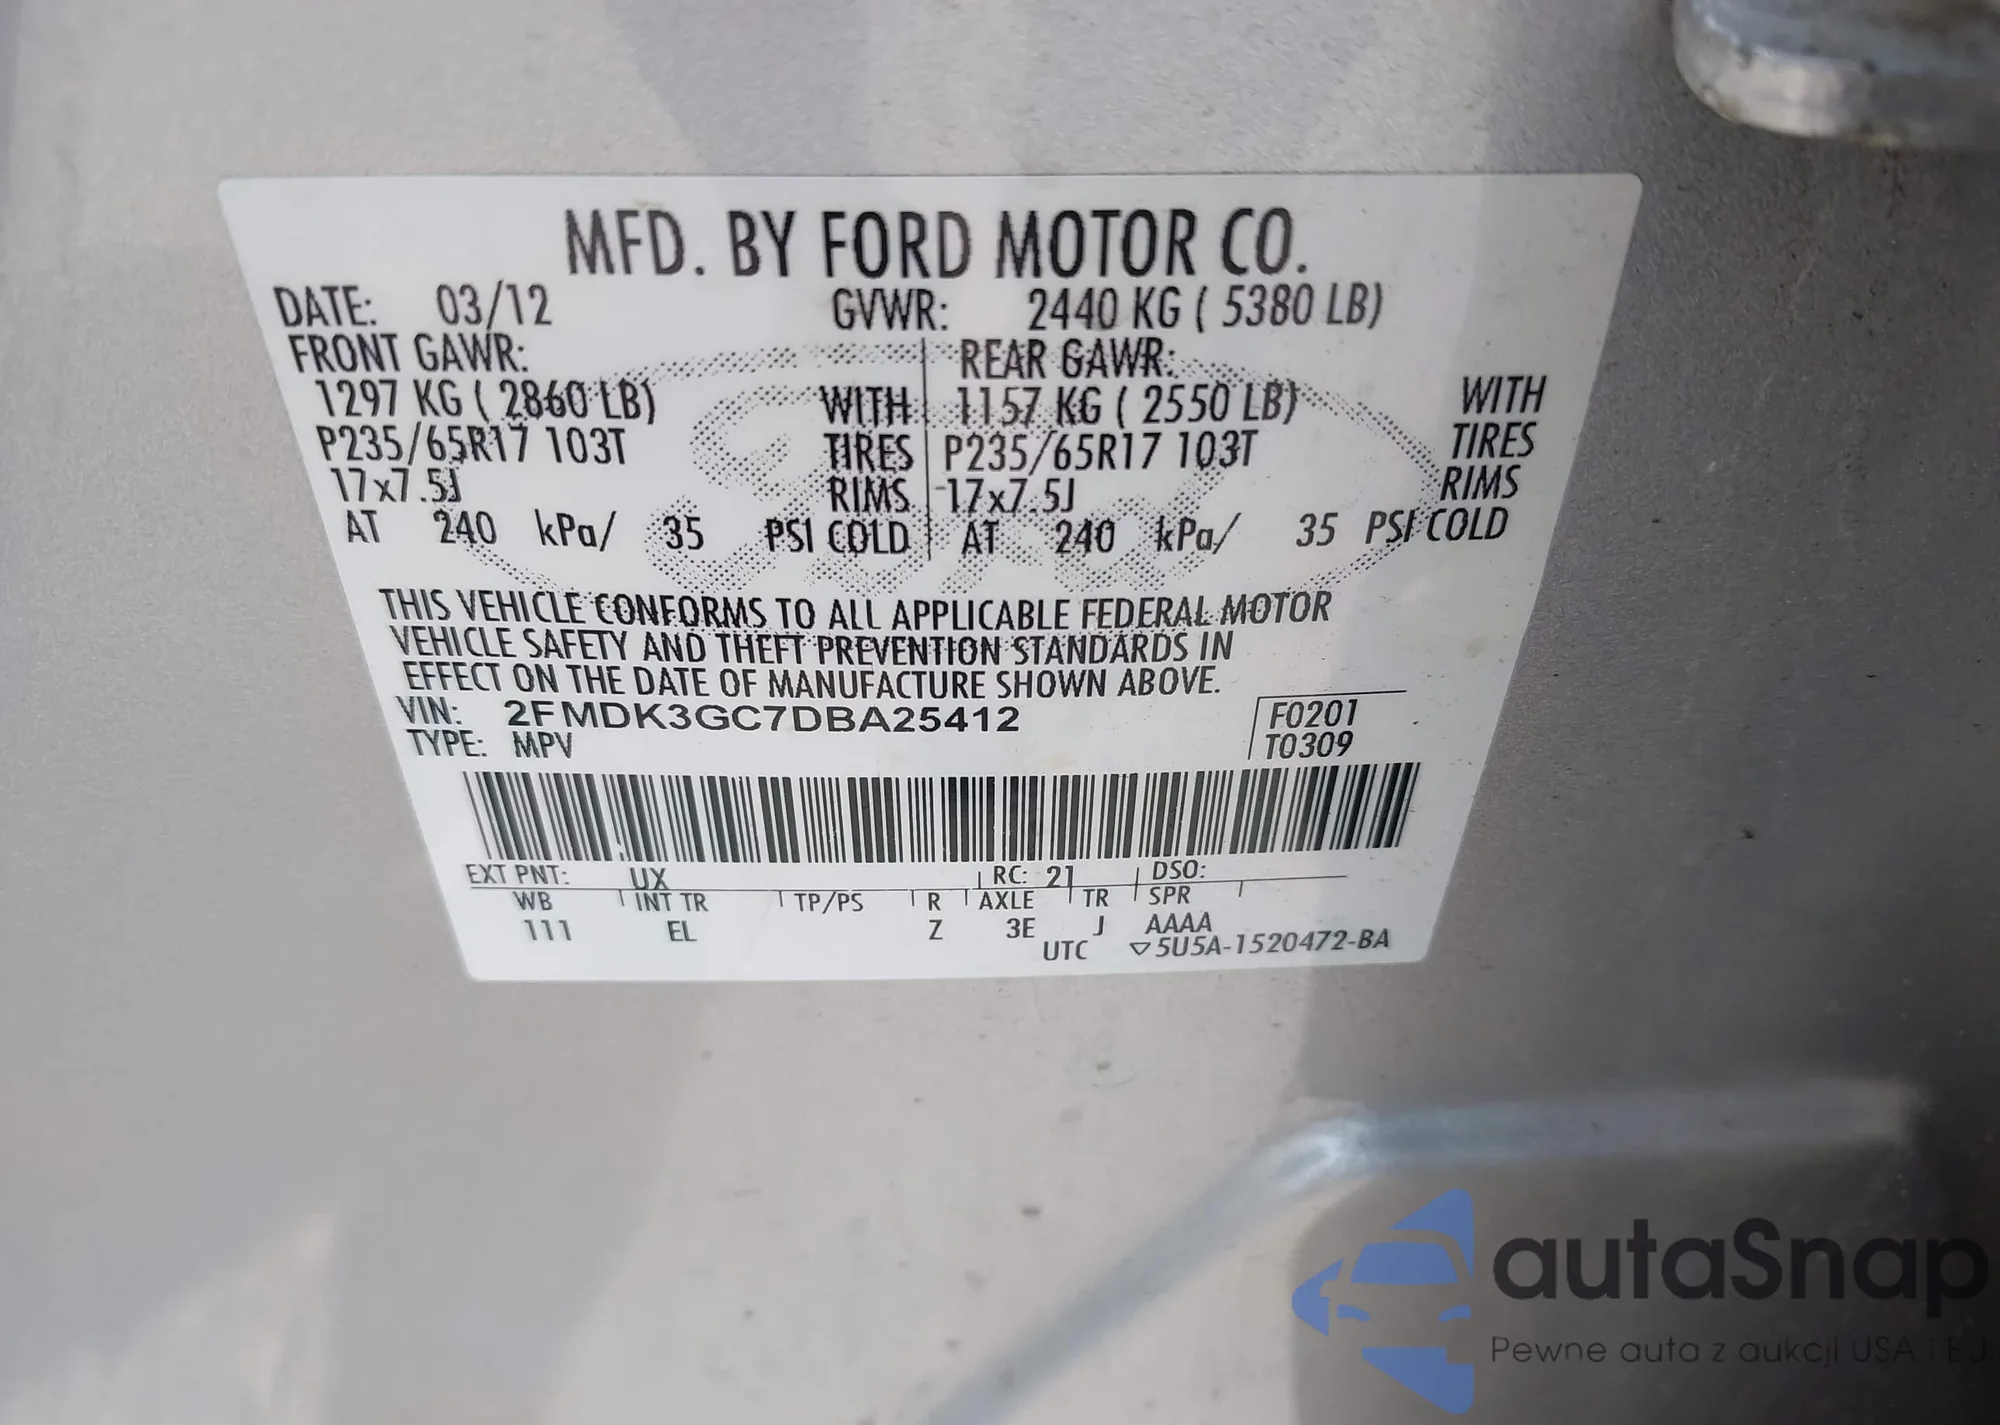 MFD. BY FORD MOTOR CO.
DATE: 03/12 GVWR: 2440 KG ( 5380 LB)
FRONT GAWR: REAR GAWR:
1297 KG ( 2860 LB) WITH 1157 KG ( 2550 LB) WITH
P235/65R17 103T TIRES P235/65R17 103T TIRES
17x7.5J RIMS 17x7.5J RIMS
AT 240 kPa/ 35 PSI COLD AT 240 kPa/ 35 PSI COLD
THIS VEHICLE CONFORMS TO ALL APPLICABLE FEDERAL MOTOR
VEHICLE SAFETY AND THEFT PREVENTION STANDARDS IN
EFFECT ON THE DATE OF MANUFACTURE SHOWN ABOVE.
VIN: 2FMDK3GC7DBA25412 F0201
TYPE: MPV T0309
EXT PNT: UX RC: 21 DSO:
WB INT TR TP/PS R AXLE TR SPR
111 EL Z 3E J AAAA
UTC ▽5U5A-1520472-BA
autaSnap
Pewne auta z aukcji USA i EU